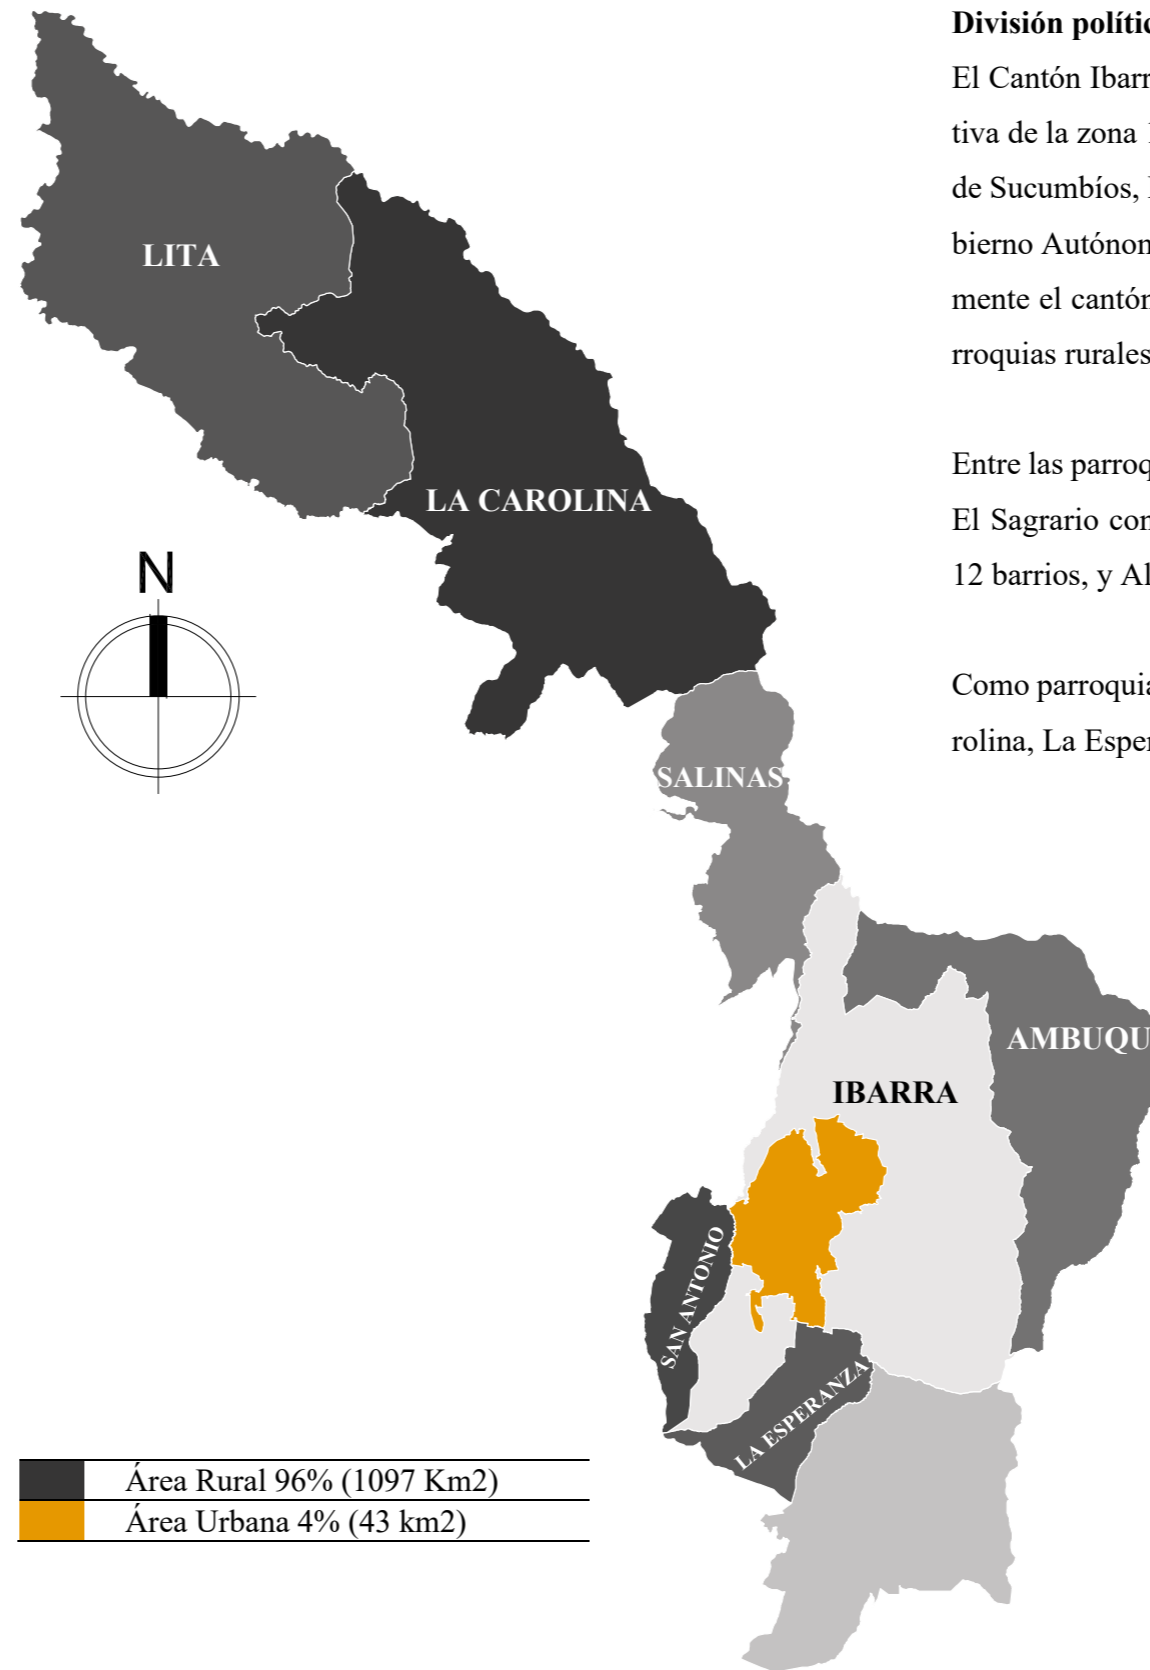 División polític
El Cantón Ibarr
tiva de la zona
de Sucumbíos,
bierno Autónon
mente el cantón
rroquias rurales
Entre las parroq
El Sagrario con
12 barrios, y Al
Como parroquia
rolina, La Esper
LITA
LA CAROLINA
N
SALINAS
AMBUQU
IBARRA
SAN ANTONIO
LA ESPERANZA
Área Rural 96% (1097 Km2)
Área Urbana 4% (43 km2)